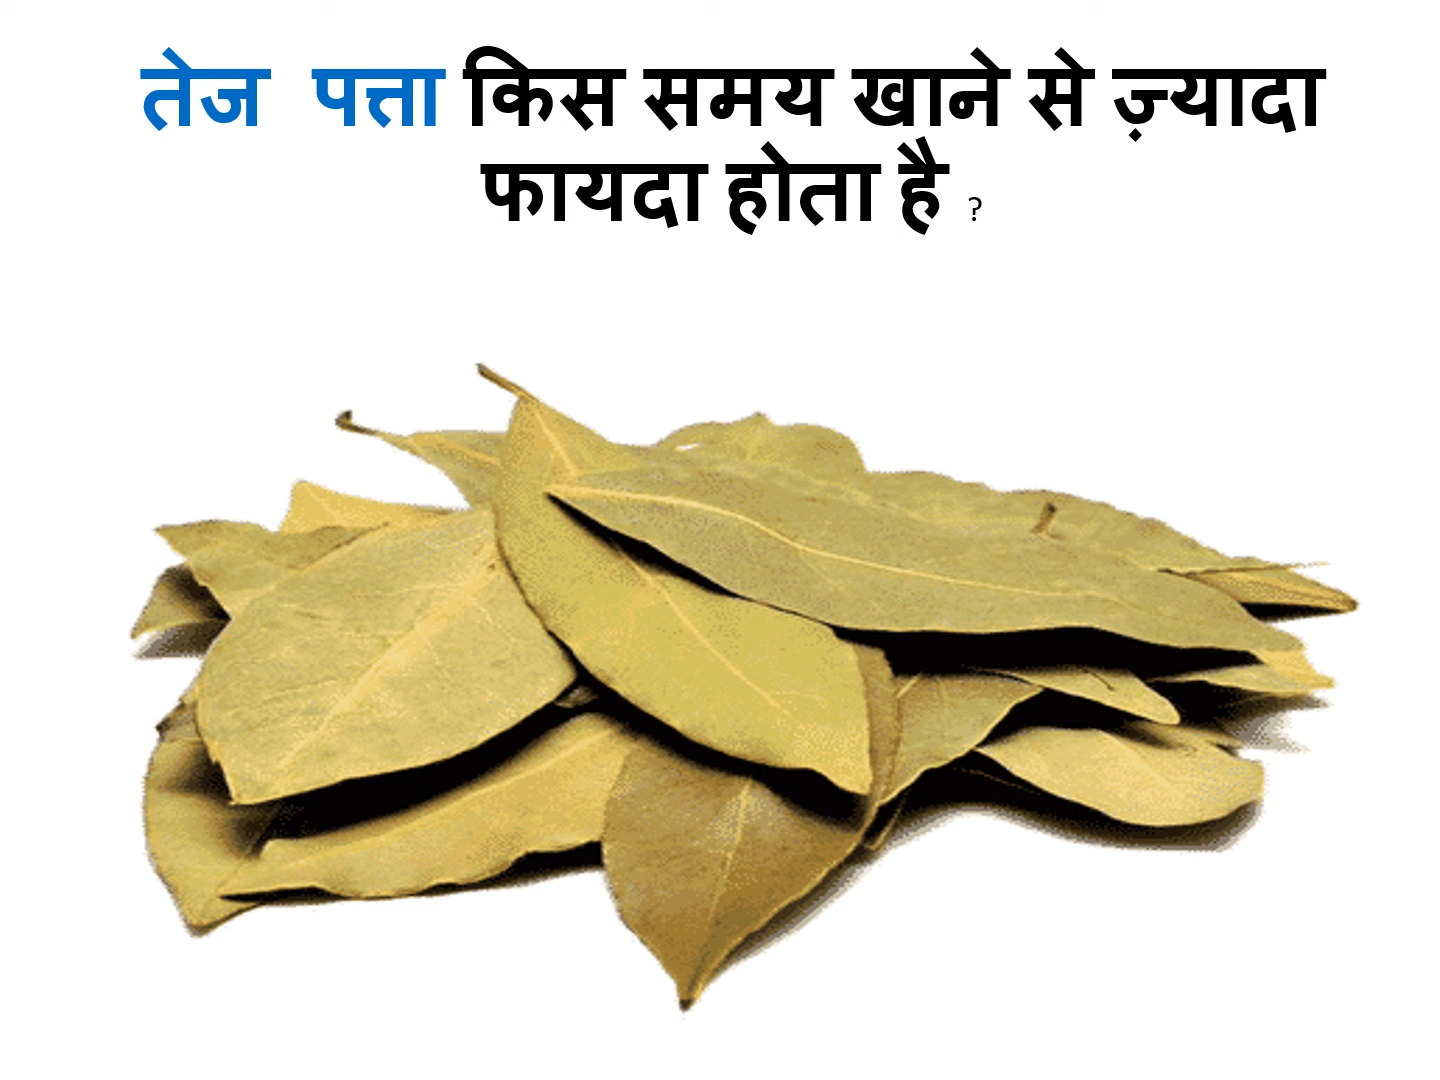 तेज  पत्ता किस समय खाने से ज़्यादा
फायदा होता है ?